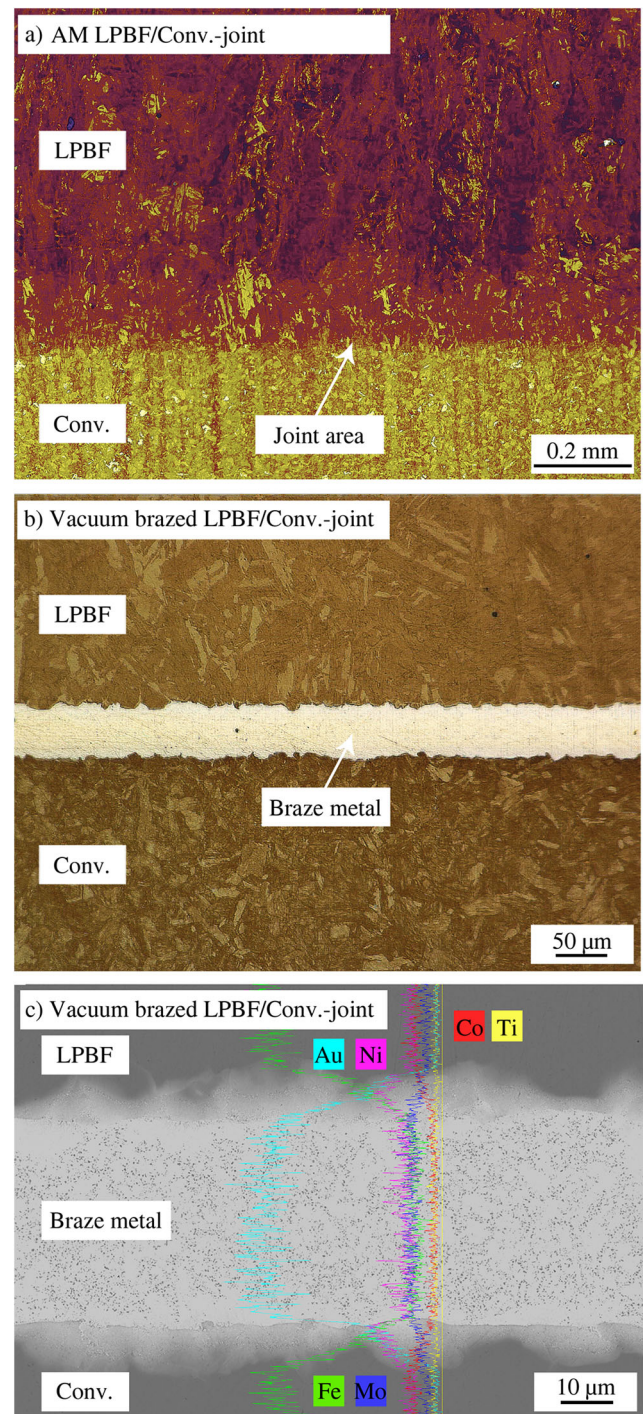 a) AM LPBF/Conv.-joint
LPBF
Conv.
Joint area
0.2 mm
b) Vacuum brazed LPBF/Conv.-joint
LPBF
Braze metal
Conv.
50 µm
c) Vacuum brazed LPBF/Conv.-joint
LPBF
Au Ni
Co Ti
Braze metal
Conv.
Fe Mo
10 µm